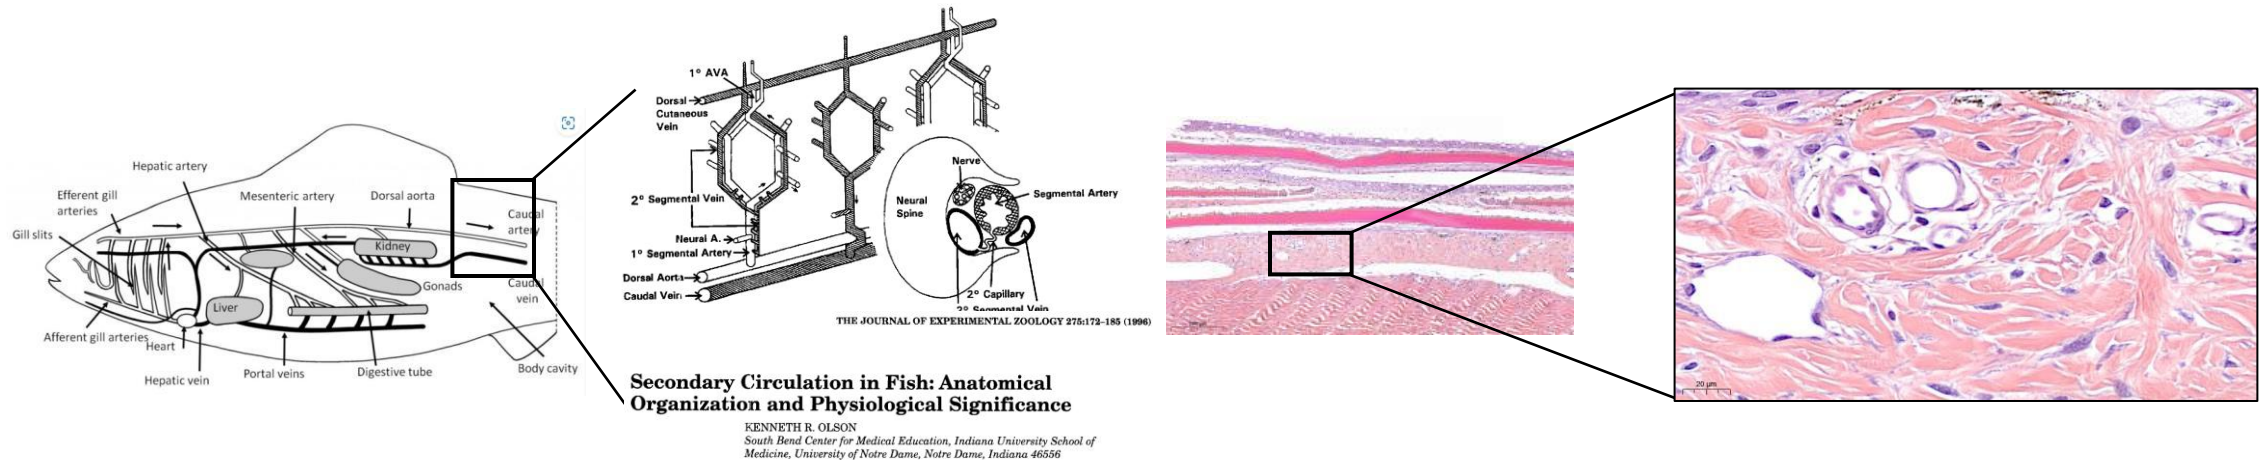 Hepatic artery
Efferent gill
arteries
Mesenteric artery
Dorsal aorta
Gill slits
Kidney
Caudal
artery
Gonads
Caudal
vein
Liver
Afferent gill arteries
Heart
Hepatic vein
Portal veins
Digestive tube
Body cavity
1° AVA
Dorsal
Cutaneous
Vein
2° Segmental Vein
Neural A.
1° Segmental Artery
Dorsal Aorta
Caudal Vein
Nerve
Segmental Artery
Neural
Spine
2° Capillary
2° Segmental Vein
THE JOURNAL OF EXPERIMENTAL ZOOLOGY 275:172–185 (1996)
Secondary Circulation in Fish: Anatomical
Organization and Physiological Significance
KENNETH R. OLSON
South Bend Center for Medical Education, Indiana University School of
Medicine, University of Notre Dame, Notre Dame, Indiana 46556
20 µm